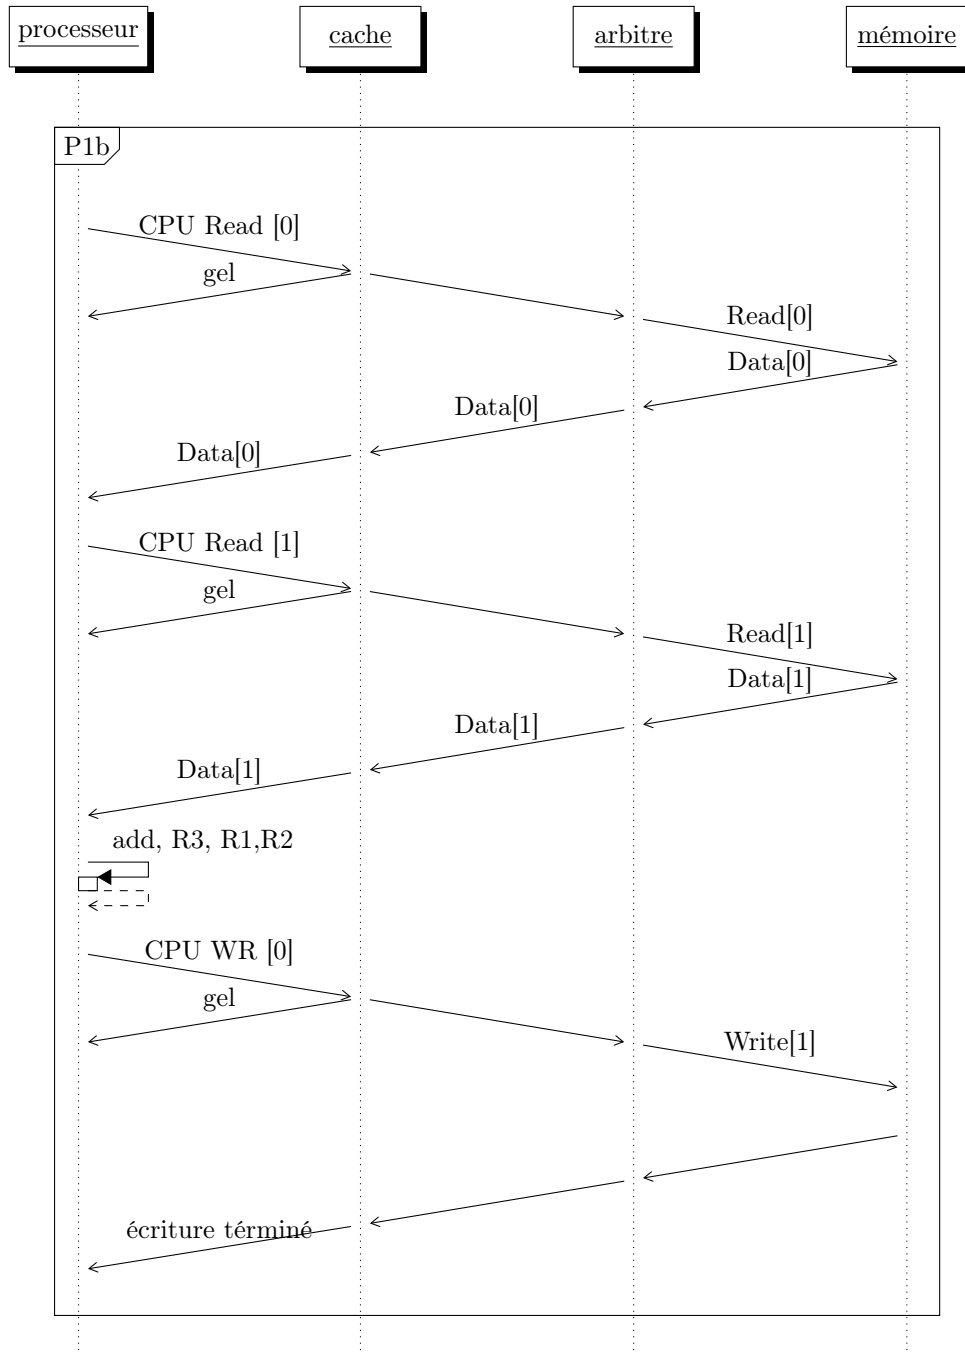 processeur
cache
arbitre
mémoire
P1b
CPU Read [0]
gel
Read[0]
Data[0]
Data[0]
Data[0]
CPU Read [1]
gel
Read[1]
Data[1]
Data[1]
Data[1]
add, R3, R1,R2
CPU WR [0]
gel
Write[1]
écriture términé